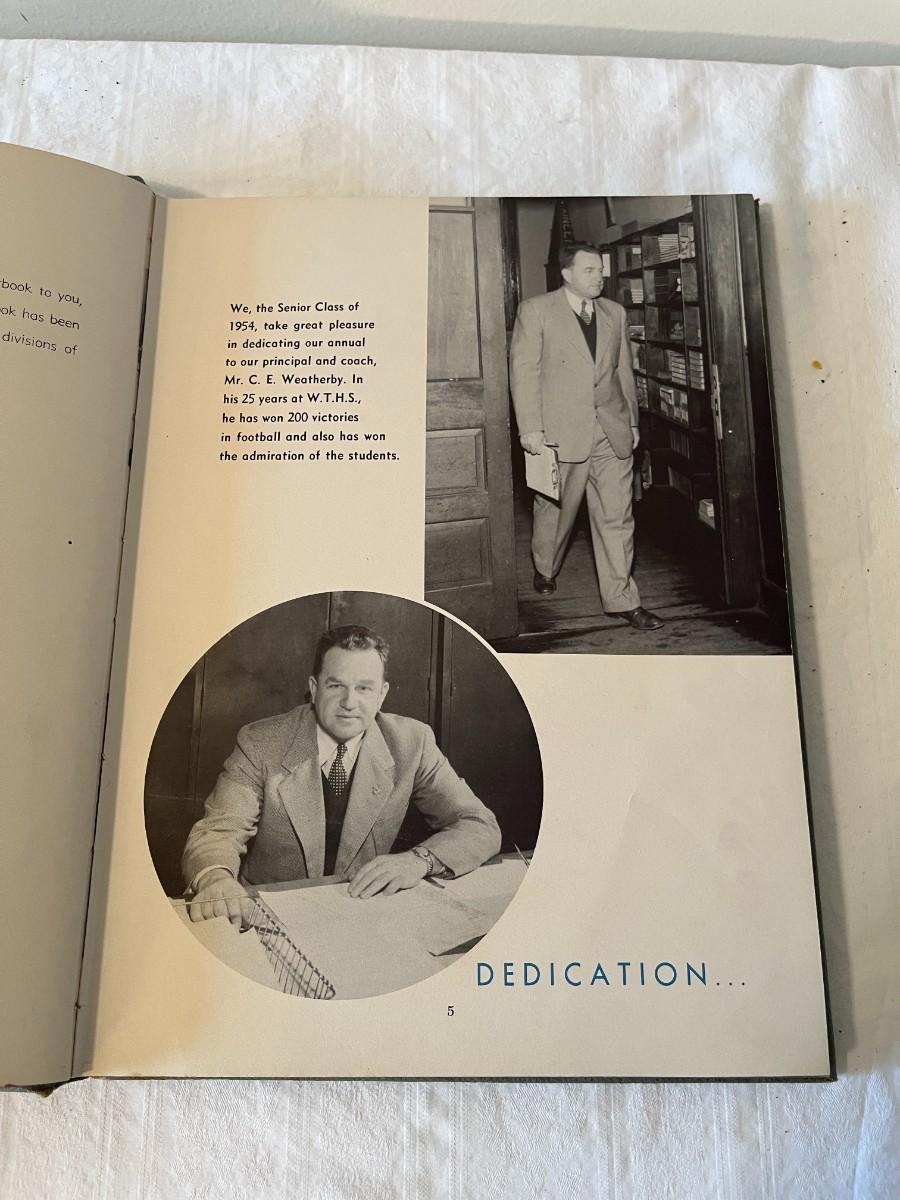 book to you,
ok has been
divisions of
We, the Senior Class of
1954, take great pleasure
in dedicating our annual
to our principal and coach,
Mr. C. E. Weatherby. In
his 25 years at W.T.H.S.,
he has won 200 victories
in football and also has won
the admiration of the students.
DEDICATION...
5